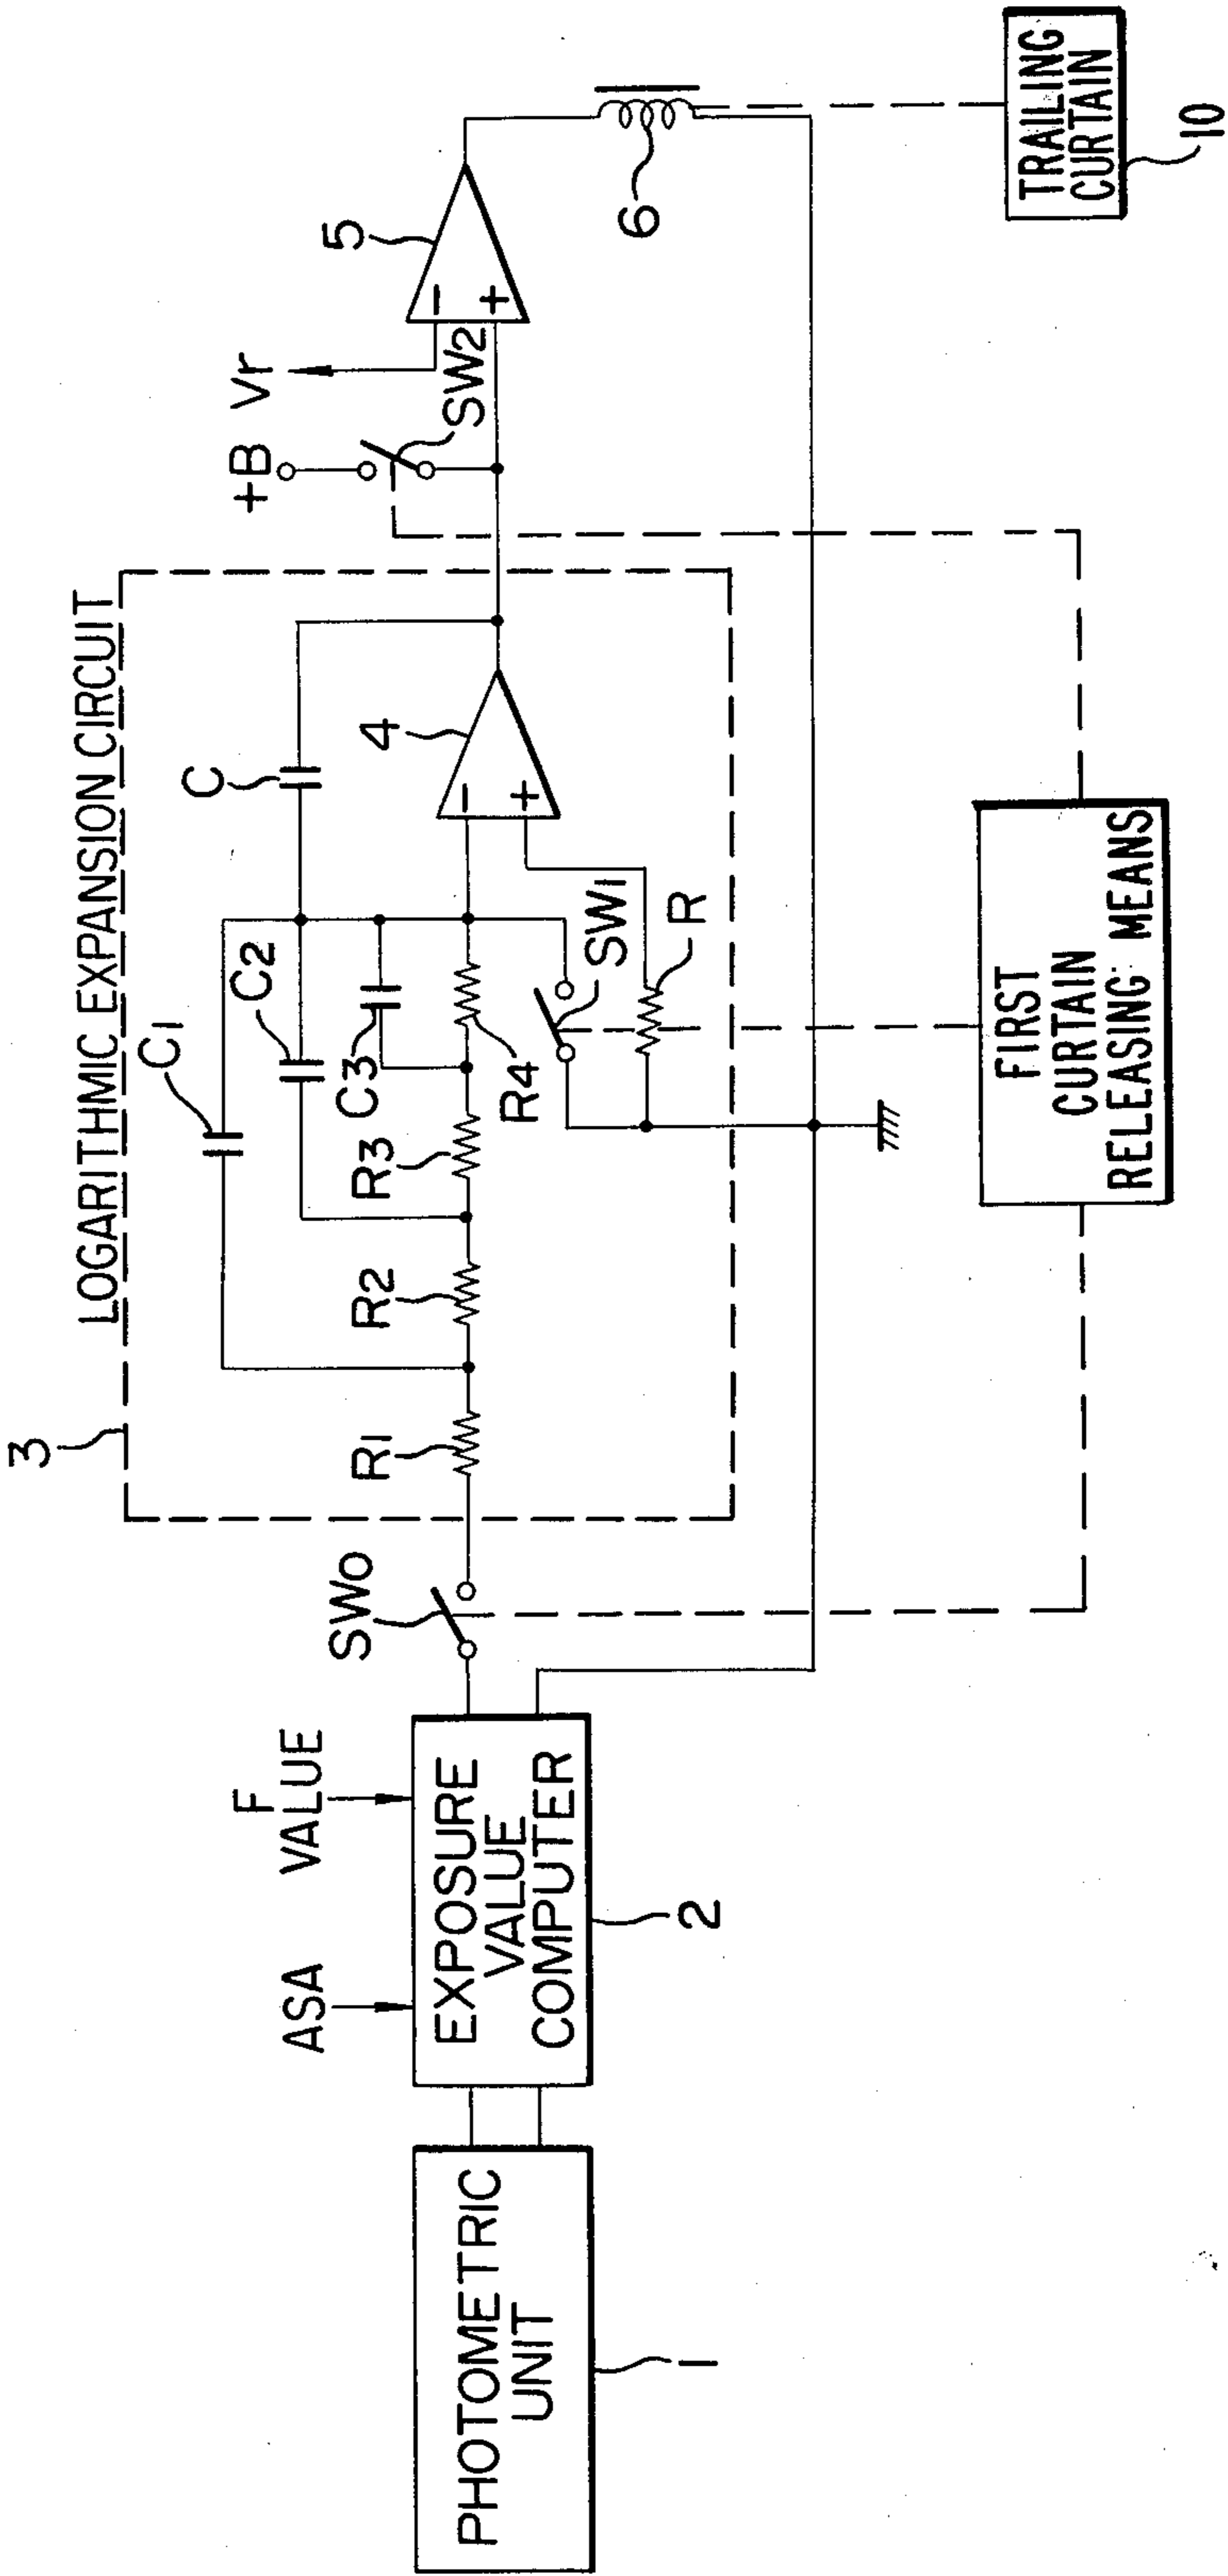 LOGARITHMIC EXPANSION CIRCUIT
3
C1
C2
C
C3
R1
R2
R3
R4
4
−
+
SW1
R
SW0
+B
Vr
SW2
5
−
+
6
F
VALUE
ASA
EXPOSURE
VALUE
COMPUTER
2
PHOTOMETRIC
UNIT
1
FIRST
CURTAIN
RELEASING MEANS
TRAILING
CURTAIN
10